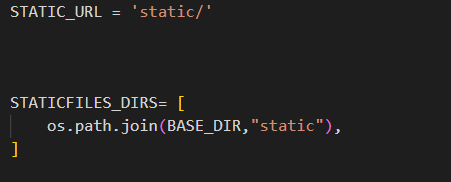 STATIC_URL = 'static/'
STATICFILES_DIRS= [
    os.path.join(BASE_DIR,"static"),
]